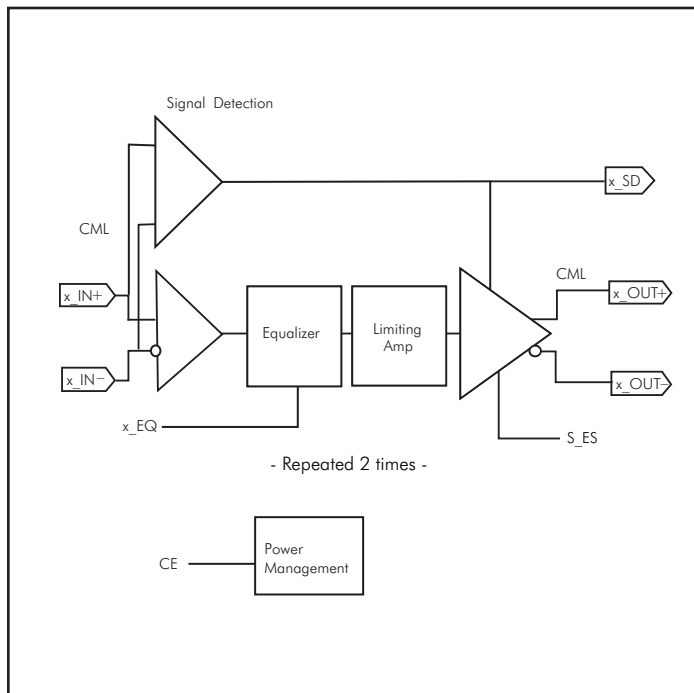 Signal Detection
x_SD
CML
CML
x_IN+
x_OUT+
Equalizer
Limiting
Amp
x_IN−
x_OUT−
x_EQ
S_ES
- Repeated 2 times -
CE
Power
Management